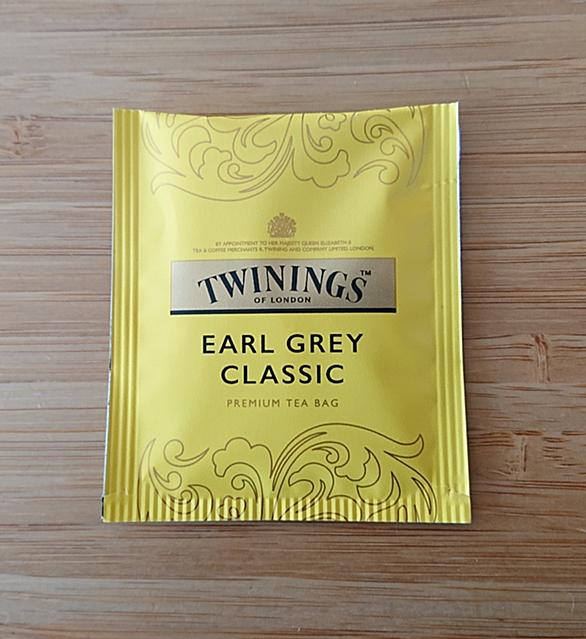 BY APPOINTMENT TO HER MAJESTY QUEEN ELIZABETH II
TEA & COFFEE MERCHANTS R. TWINING AND COMPANY LIMITED, LONDON.
TWININGS™
OF LONDON
EARL GREY
CLASSIC
PREMIUM TEA BAG